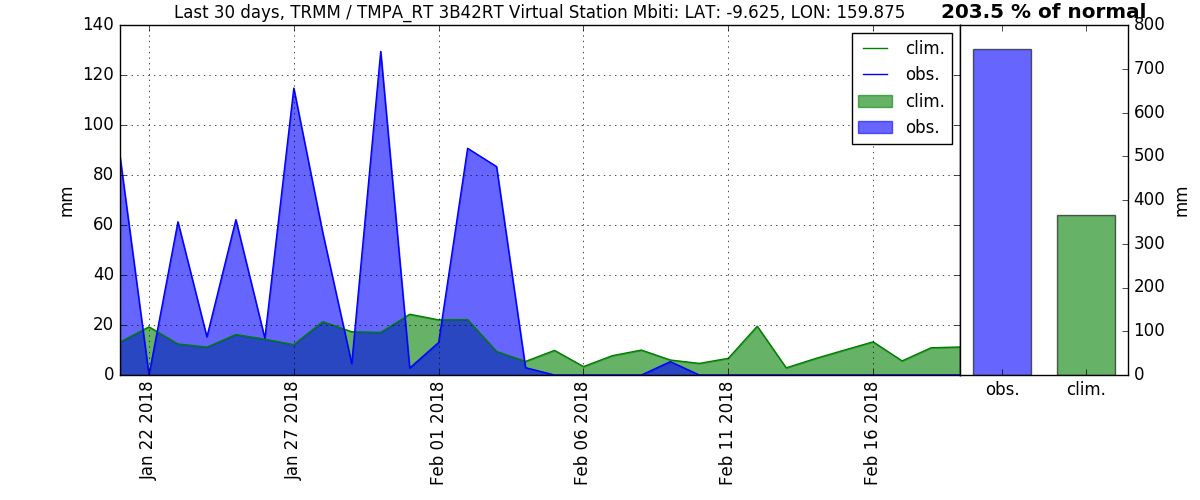 Last 30 days, TRMM / TMPA_RT 3B42RT Virtual Station Mbiti: LAT: -9.625, LON: 159.875
203.5 % of normal
140
120
100
80
60
40
20
0
mm
clim.
obs.
clim.
obs.
Jan 22 2018
Jan 27 2018
Feb 01 2018
Feb 06 2018
Feb 11 2018
Feb 16 2018
800
700
600
500
400
300
200
100
0
mm
obs. clim.